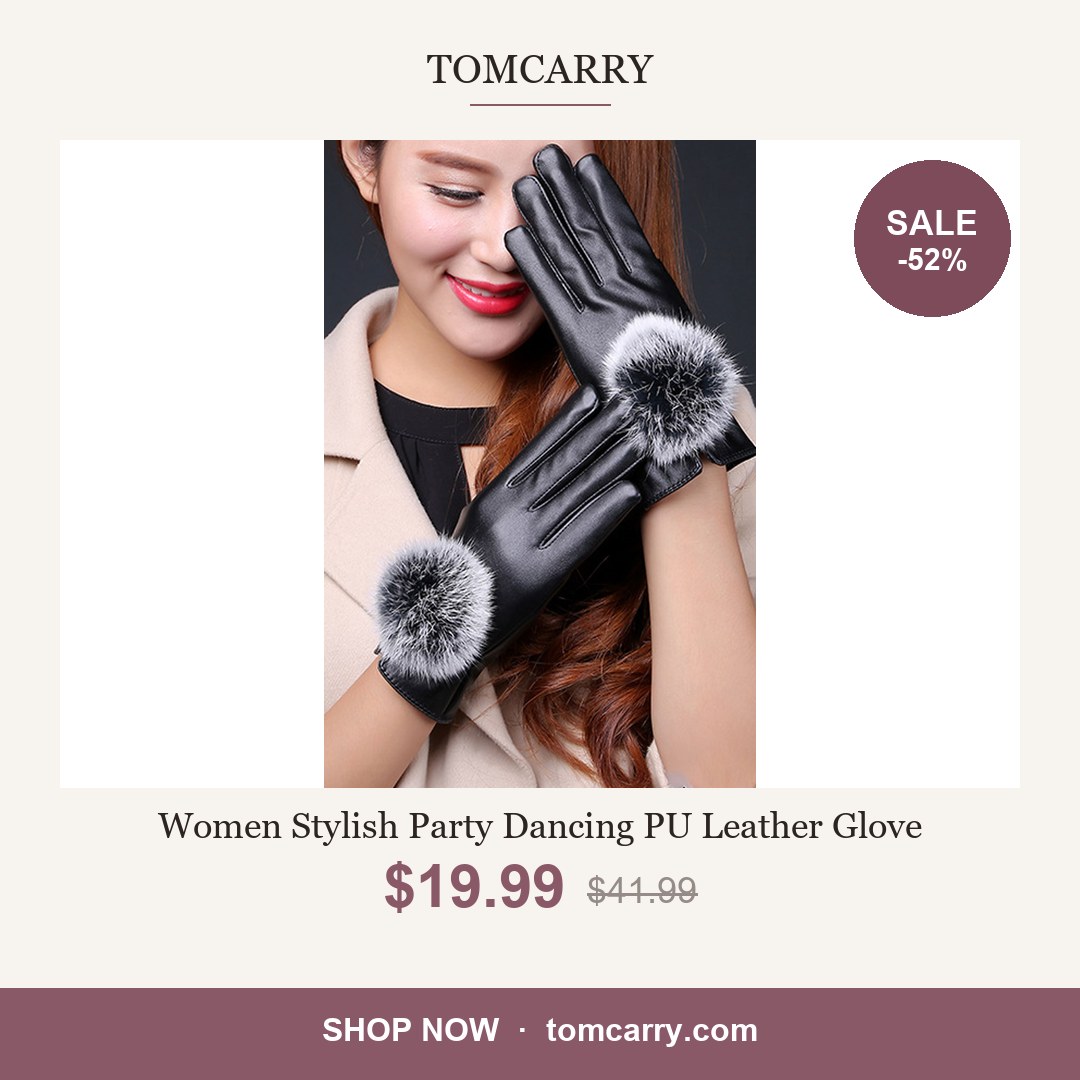 TOMCARRY
SALE
-52%
Women Stylish Party Dancing PU Leather Glove
$19.99 $41.99
SHOP NOW · tomcarry.com